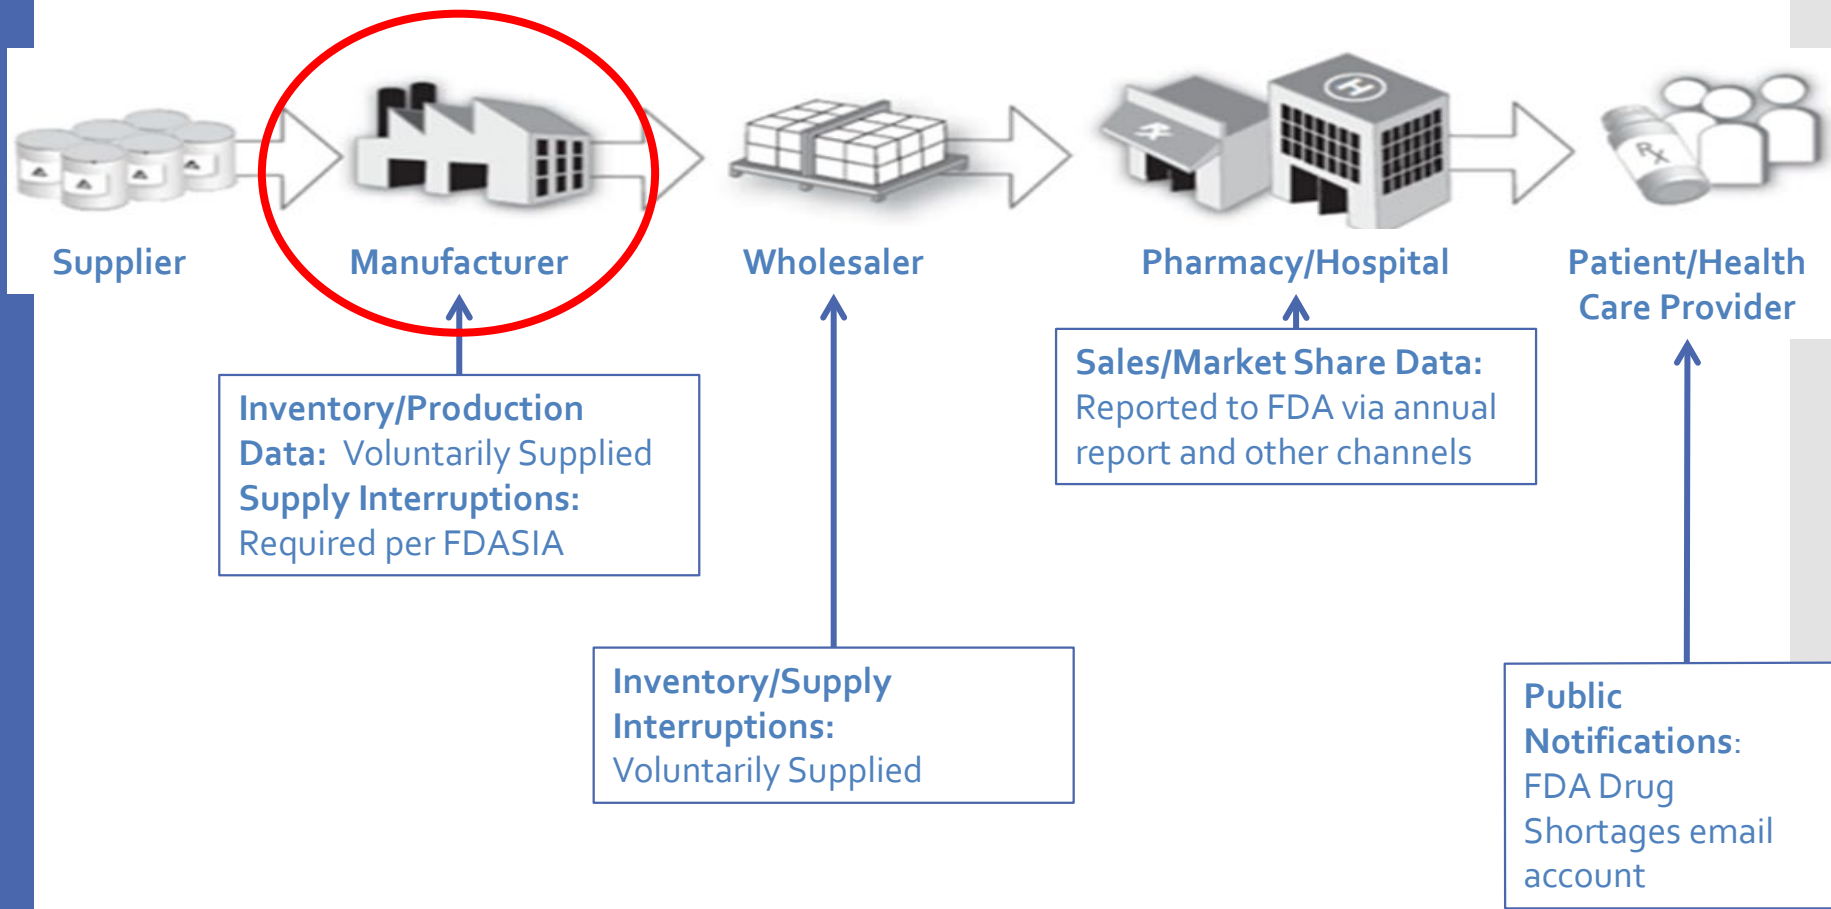 H
Rx
Supplier
Manufacturer
Wholesaler
Pharmacy/Hospital
Patient/Health
Care Provider
Inventory/Production
Data: Voluntarily Supplied
Supply Interruptions:
Required per FDASIA
Sales/Market Share Data:
Reported to FDA via annual
report and other channels
Inventory/Supply
Interruptions:
Voluntarily Supplied
Public
Notifications:
FDA Drug
Shortages email
account